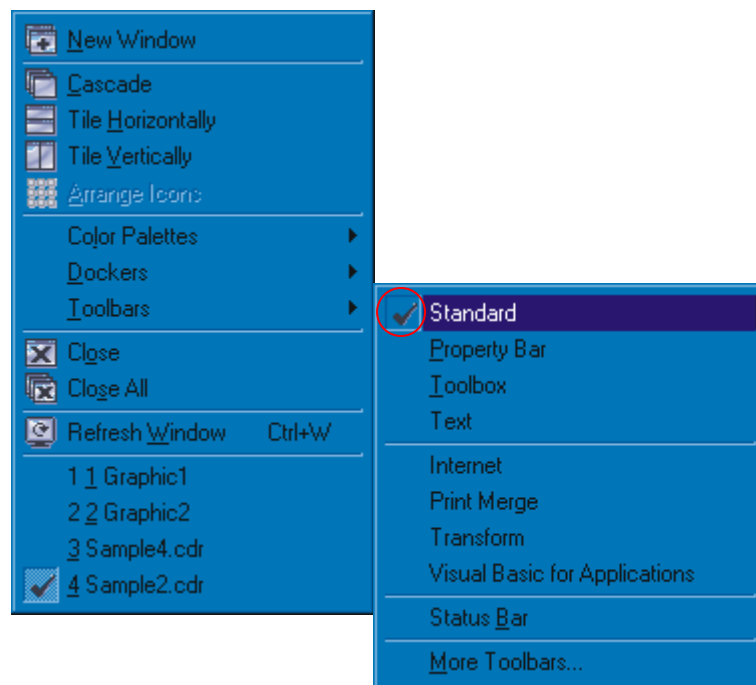 New Window
Cascade
Tile Horizontally
Tile Vertically
Arrange Icons
Color Palettes
Dockers
Toolbars
Close
Close All
Refresh Window Ctrl+W
1 1 Graphic1
2 2 Graphic2
3 Sample4.cdr
4 Sample2.cdr
Standard
Property Bar
Toolbox
Text
Internet
Print Merge
Transform
Visual Basic for Applications
Status Bar
More Toolbars...